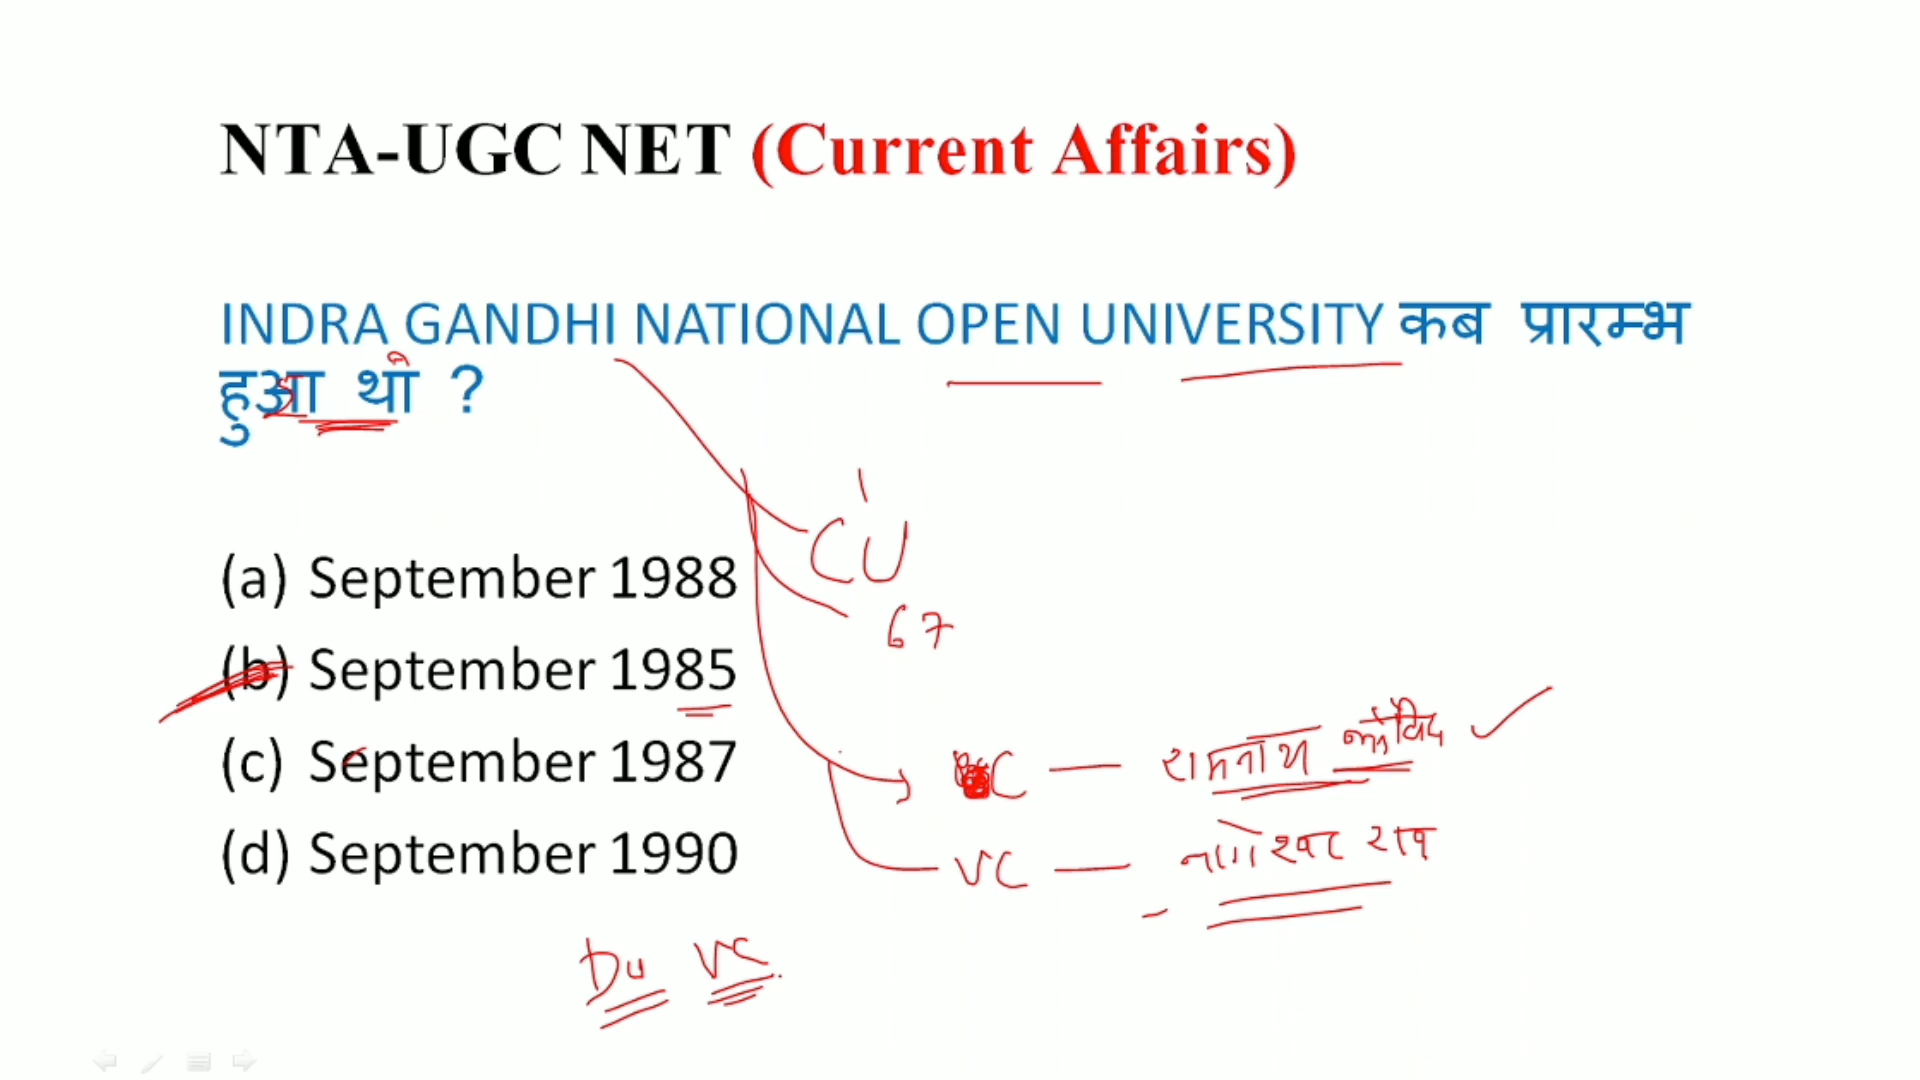 NTA-UGC NET (Current Affairs)
INDRA GANDHI NATIONAL OPEN UNIVERSITY कब प्रारम्भ
हुआ थी ?
CU
(a) September 1988
67
(b) September 1985
(c) September 1987
C — रामनाथ कोविंद
(d) September 1990
VC — नागेश्वर राव
Du VC